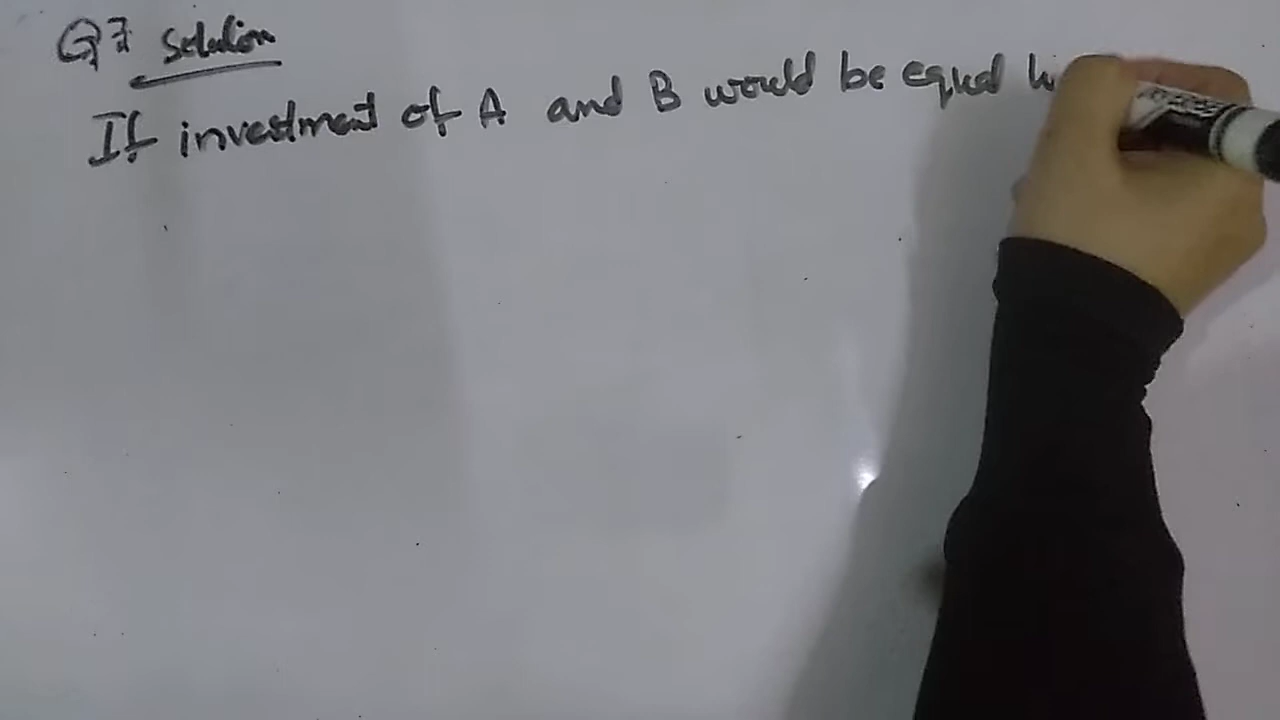 Q7 Solution
If investment of A and B would be equal